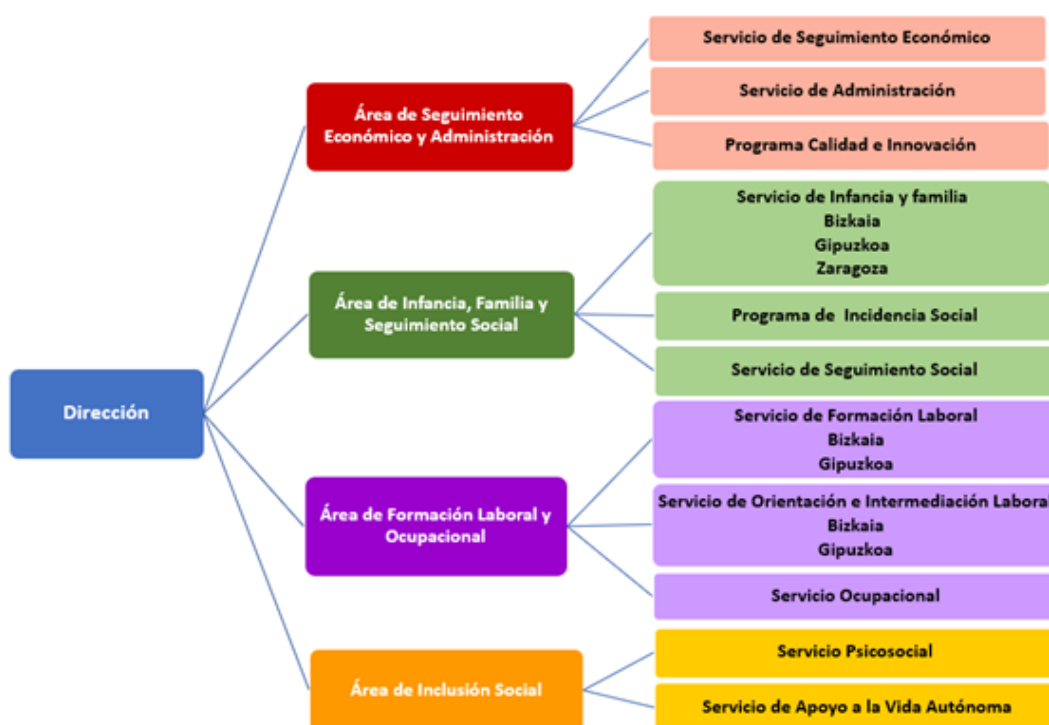 Dirección
Área de Seguimiento
Económico y Administración
Servicio de Seguimiento Económico
Servicio de Administración
Programa Calidad e Innovación
Área de Infancia, Familia y
Seguimiento Social
Servicio de Infancia y familia
Bizkaia
Gipuzkoa
Zaragoza
Programa de Incidencia Social
Servicio de Seguimiento Social
Área de Formación Laboral y
Ocupacional
Servicio de Formación Laboral
Bizkaia
Gipuzkoa
Servicio de Orientación e Intermediación Labora
Bizkaia
Gipuzkoa
Servicio Ocupacional
Área de Inclusión Social
Servicio Psicosocial
Servicio de Apoyo a la Vida Autónoma